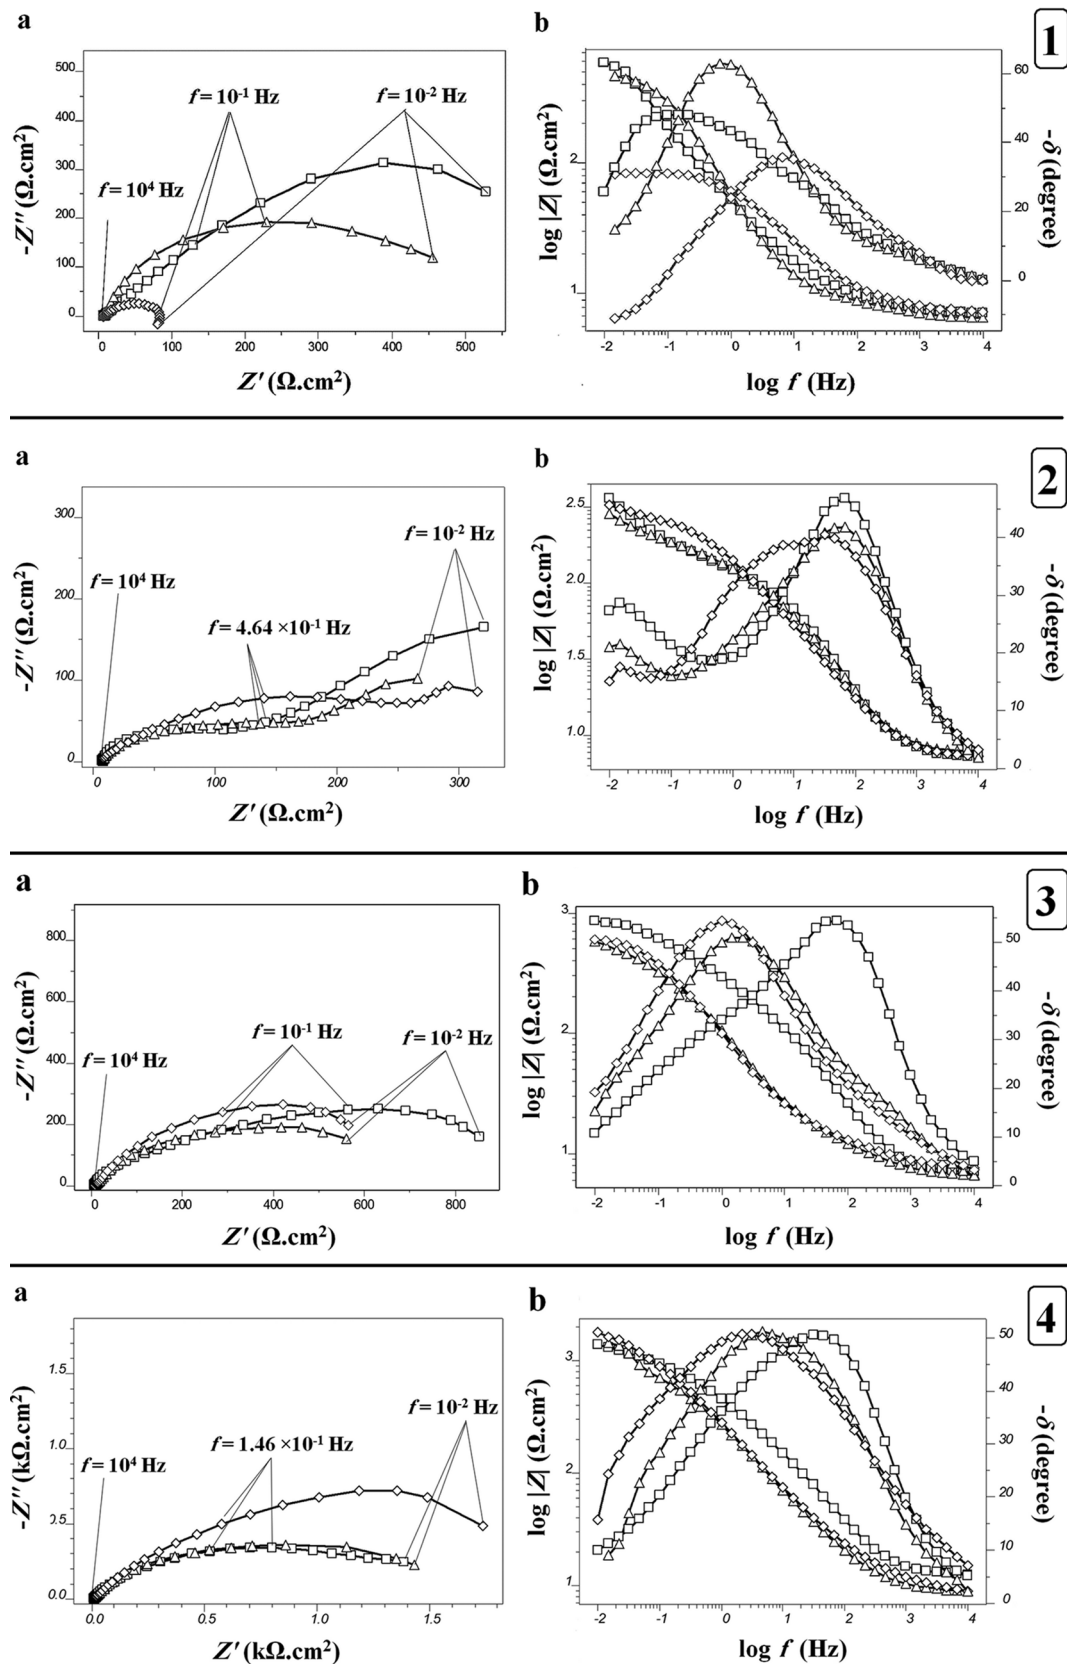 a
b
1
500
400
300
200
100
0
-Z″ (Ω.cm²)
f = 10⁻¹ Hz
f = 10⁻² Hz
f = 10⁴ Hz
0 100 200 300 400 500
Z′ (Ω.cm²)
2
1
log |Z| (Ω.cm²)
60
40
20
0
-δ (degree)
-2 -1 0 1 2 3 4
log f (Hz)
a
b
2
300
200
100
0
-Z″ (Ω.cm²)
f = 10⁻² Hz
f = 10⁴ Hz
f = 4.64 ×10⁻¹ Hz
0 100 200 300
Z′ (Ω.cm²)
2.5
2.0
1.5
1.0
log |Z| (Ω.cm²)
40
30
20
10
0
-δ (degree)
-2 -1 0 1 2 3 4
log f (Hz)
a
b
3
800
600
400
200
0
-Z″ (Ω.cm²)
f = 10⁻¹ Hz
f = 10⁻² Hz
f = 10⁴ Hz
0 200 400 600 800
Z′ (Ω.cm²)
3
2
1
log |Z| (Ω.cm²)
50
40
30
20
10
0
-δ (degree)
-2 -1 0 1 2 3 4
log f (Hz)
a
b
4
1.5
1.0
0.5
0.0
-Z″ (kΩ.cm²)
f = 10⁻² Hz
f = 1.46 ×10⁻¹ Hz
f = 10⁴ Hz
0.0 0.5 1.0 1.5
Z′ (kΩ.cm²)
3
2
1
log |Z| (Ω.cm²)
50
40
30
20
10
0
-δ (degree)
-2 -1 0 1 2 3 4
log f (Hz)